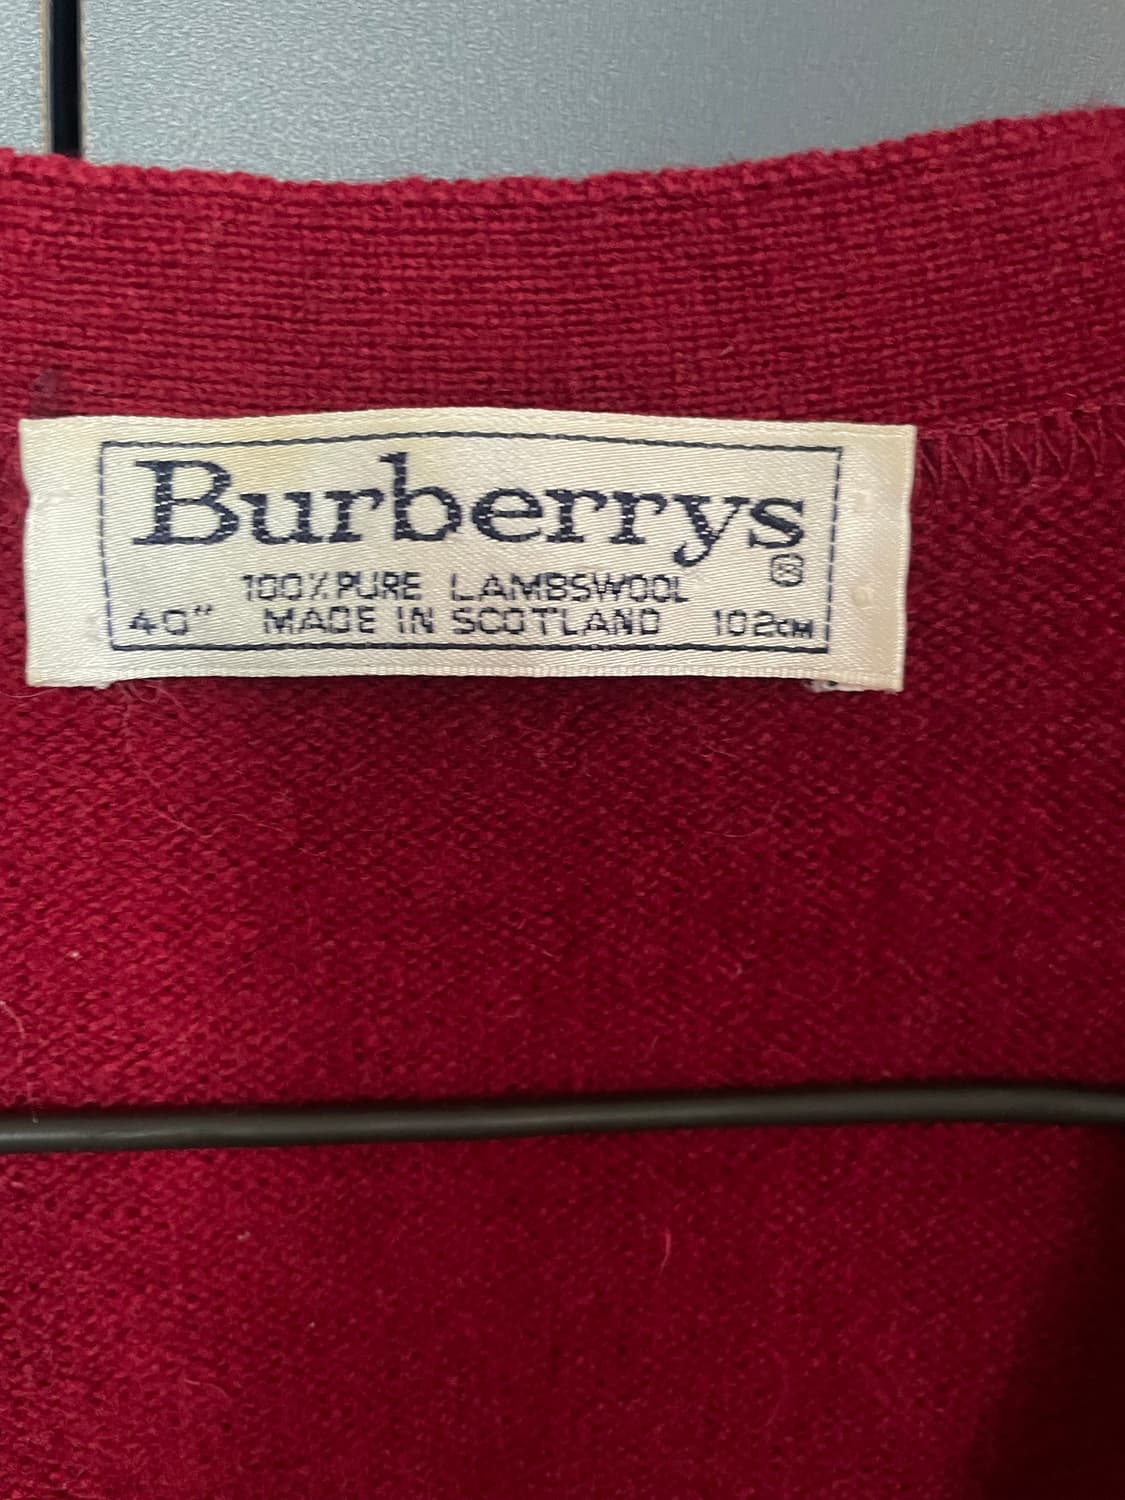 Burberrys
®
100% PURE LAMBSWOOL
40" MADE IN SCOTLAND 102CM